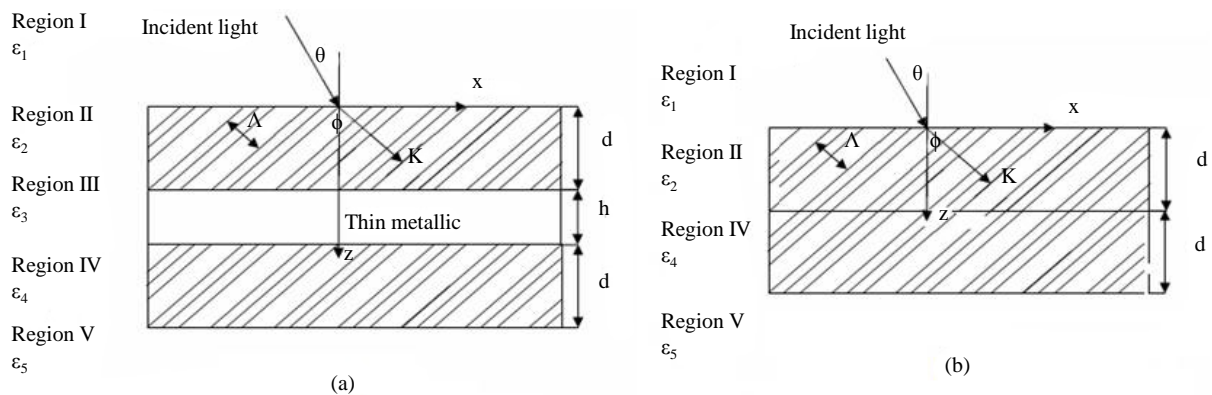 Region I
ε1
Incident light
θ
x
Region II
ε2
Λ
ϕ
K
d
Region III
ε3
Thin metallic
h
z
Region IV
ε4
d
Region V
ε5
(a)
Incident light
Region I
ε1
θ
x
Region II
ε2
Λ
ϕ
K
d
z
Region IV
ε4
d
Region V
ε5
(b)